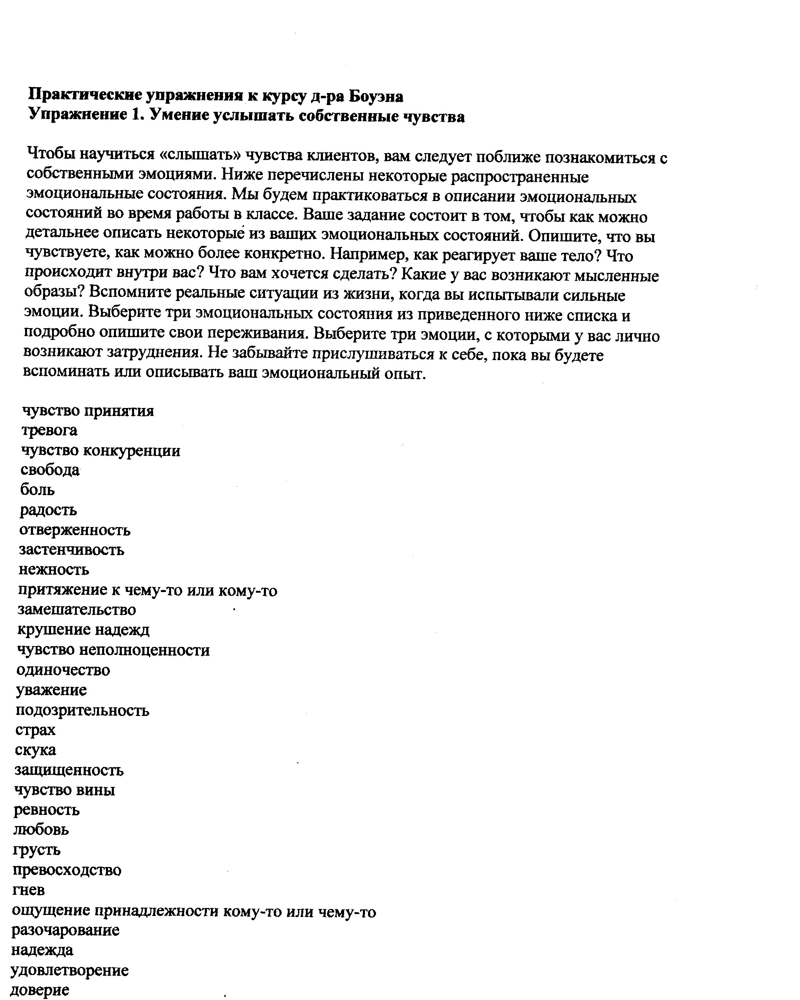 Практические упражнения к курсу д-ра Боуэна
Упражнение 1. Умение услышать собственные чувства
Чтобы научиться «слышать» чувства клиентов, вам следует поближе познакомиться с
собственными эмоциями. Ниже перечислены некоторые распространенные
эмоциональные состояния. Мы будем практиковаться в описании эмоциональных
состояний во время работы в классе. Ваше задание состоит в том, чтобы как можно
детальнее описать некоторые из ваших эмоциональных состояний. Опишите, что вы
чувствуете, как можно более конкретно. Например, как реагирует ваше тело? Что
происходит внутри вас? Что вам хочется сделать? Какие у вас возникают мысленные
образы? Вспомните реальные ситуации из жизни, когда вы испытывали сильные
эмоции. Выберите три эмоциональных состояния из приведенного ниже списка и
подробно опишите свои переживания. Выберите три эмоции, с которыми у вас лично
возникают затруднения. Не забывайте прислушиваться к себе, пока вы будете
вспоминать или описывать ваш эмоциональный опыт.
чувство принятия
тревога
чувство конкуренции
свобода
боль
радость
отверженность
застенчивость
нежность
притяжение к чему-то или кому-то
замешательство
крушение надежд
чувство неполноценности
одиночество
уважение
подозрительность
страх
скука
защищенность
чувство вины
ревность
любовь
грусть
превосходство
гнев
ощущение принадлежности кому-то или чему-то
разочарование
надежда
удовлетворение
доверие